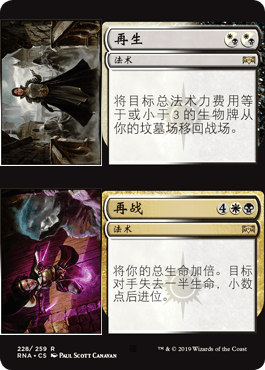 再生
法术
将目标总法术力费用等
于或小于3的生物牌从
你的坟墓场移回战场。
再战
4
法术
将你的总生命加倍。目标
对手失去一半生命，小数
点后进位。
228/259 R
RNA • CS PAUL SCOTT CANAVAN
™ & © 2019 Wizards of the Coast